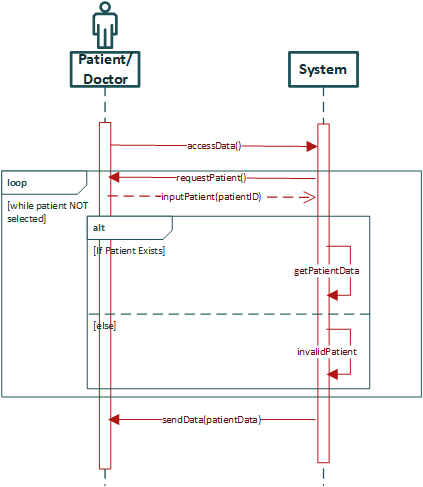 Patient/
Doctor
System
accessData()
requestPatient()
loop
inputPatient(patientID)
[while patient NOT
selected]
alt
[If Patient Exists]
getPatientData
[else]
invalidPatient
sendData(patientData)